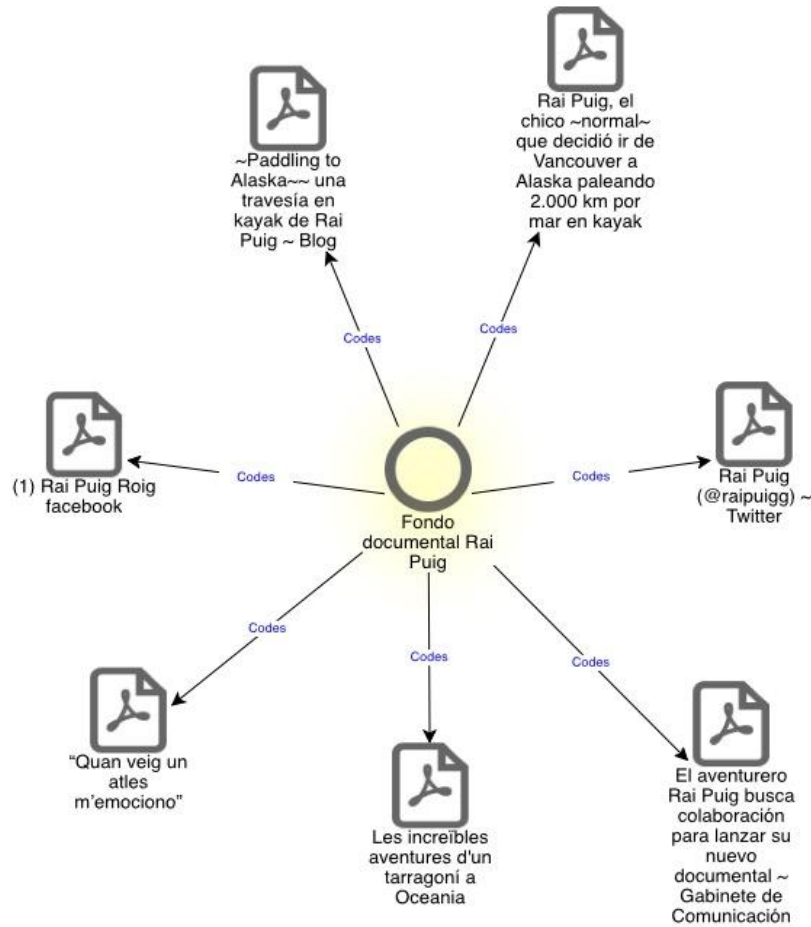 Rai Puig, el
chico ~normal~
que decidió ir de
Vancouver a
Alaska paleando
2.000 km por
mar en kayak
~Paddling to
Alaska~~ una
travesía en
kayak de Rai
Puig ~ Blog
Codes
Codes
(1) Rai Puig Roig
facebook
Codes
Codes
Rai Puig
(@raipuigg) ~
Twitter
Fondo
documental Rai
Puig
Codes
Codes
Codes
"Quan veig un
atles
m'emociono"
Les increïbles
aventures d'un
tarragoní a
Oceania
El aventurero
Rai Puig busca
colaboración
para lanzar su
nuevo
documental ~
Gabinete de
Comunicación